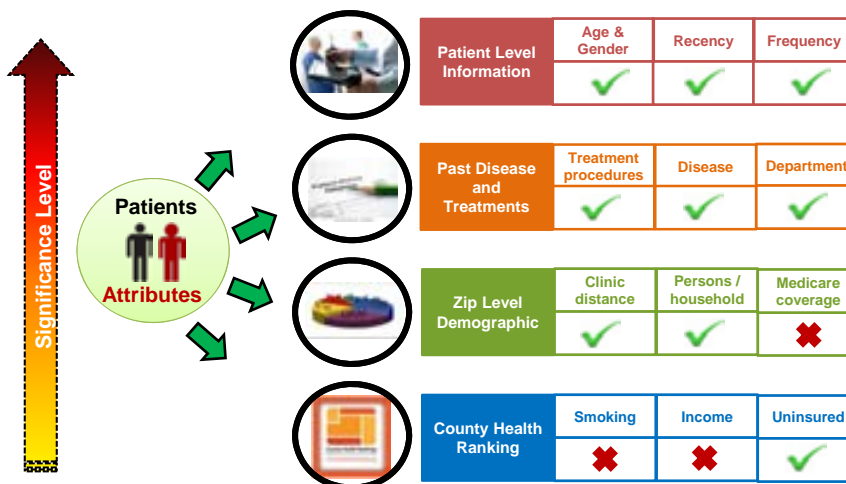 Significance Level
Patients
Attributes
Patient Level
Information
Age &
Gender
Recency
Frequency
Past Disease
and
Treatments
Treatment
procedures
Disease
Department
Zip Level
Demographic
Clinic
distance
Persons /
household
Medicare
coverage
County Health
Ranking
Smoking
Income
Uninsured